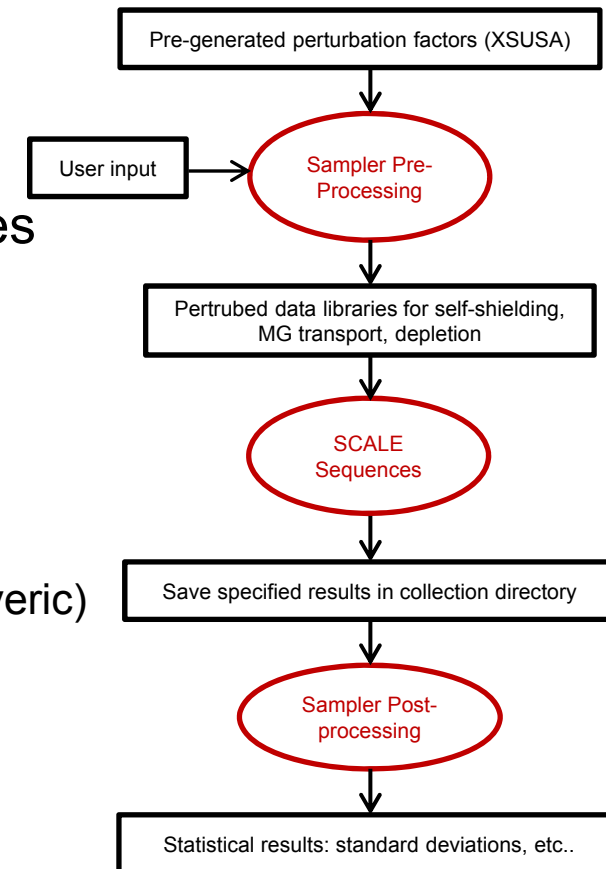 Pre-generated perturbation factors (XSUSA)
User input
Sampler Pre-
Processing
es
Pertrubed data libraries for self-shielding,
MG transport, depletion
SCALE
Sequences
veric)
Save specified results in collection directory
Sampler Post-
processing
Statistical results: standard deviations, etc..